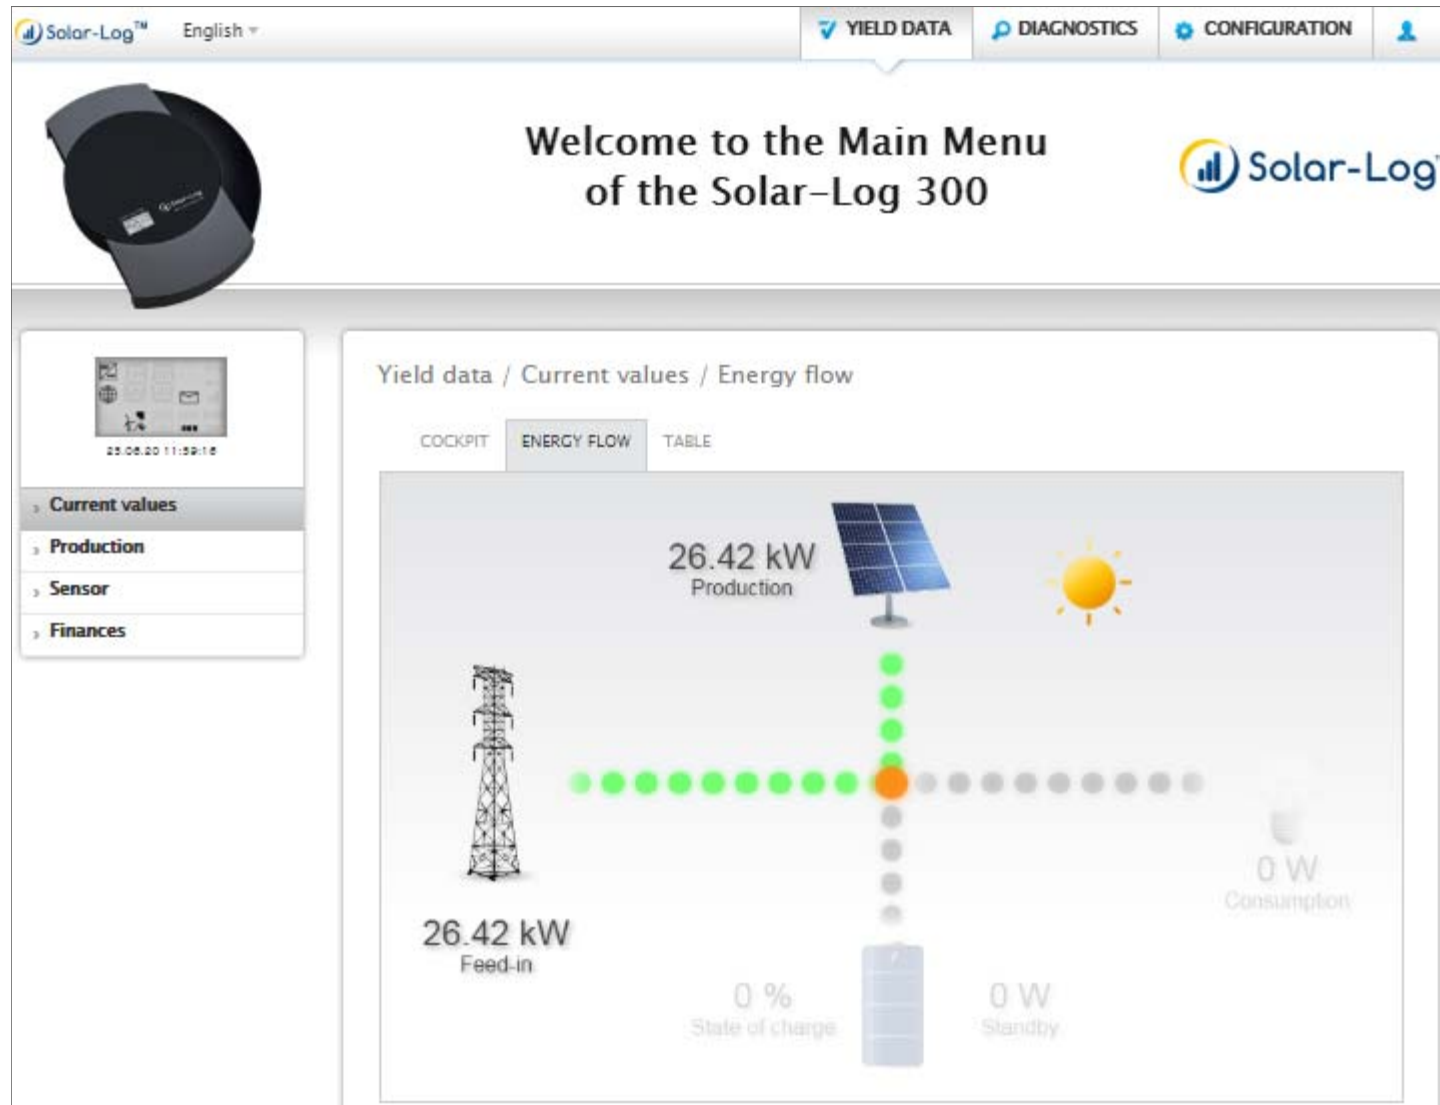 Solar-Log™
English
YIELD DATA
DIAGNOSTICS
CONFIGURATION
Welcome to the Main Menu
of the Solar-Log 300
Solar-Log
Yield data / Current values / Energy flow
COCKPIT
ENERGY FLOW
TABLE
Current values
Production
Sensor
Finances
26.42 kW
Production
0 W
Consumption
26.42 kW
Feed-in
0 %
State of charge
0 W
Standby